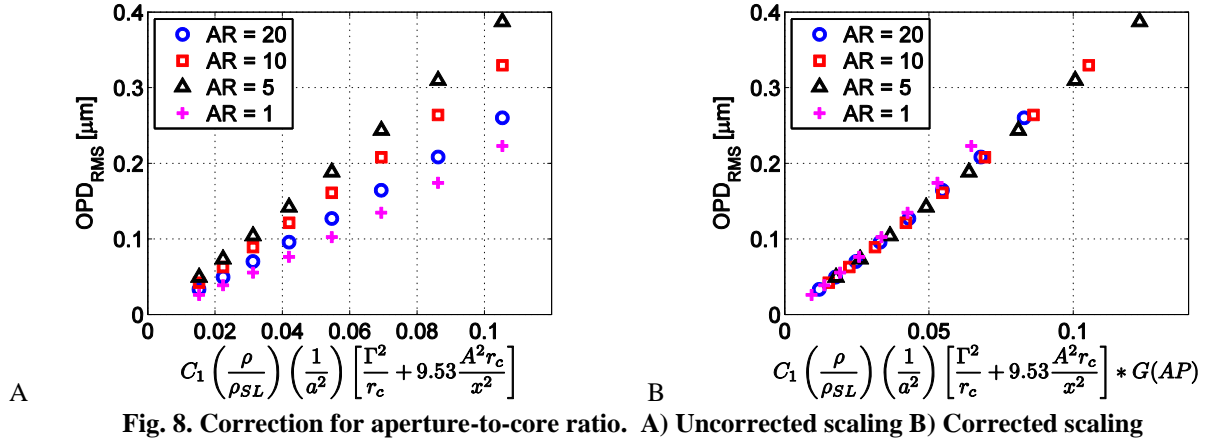 0.4
0.3
0.2
0.1
0
OPD_RMS [μm]
AR = 20
AR = 10
AR = 5
AR = 1
0 0.02 0.04 0.06 0.08 0.1
C_1 (ρ/ρ_SL) (1/a^2) [Γ^2/r_c + 9.53 A^2 r_c/x^2]
A
0.4
0.3
0.2
0.1
0
OPD_RMS [μm]
AR = 20
AR = 10
AR = 5
AR = 1
0 0.05 0.1
C_1 (ρ/ρ_SL) (1/a^2) [Γ^2/r_c + 9.53 A^2 r_c/x^2] * G(AP)
B
Fig. 8. Correction for aperture-to-core ratio. A) Uncorrected scaling B) Corrected scaling